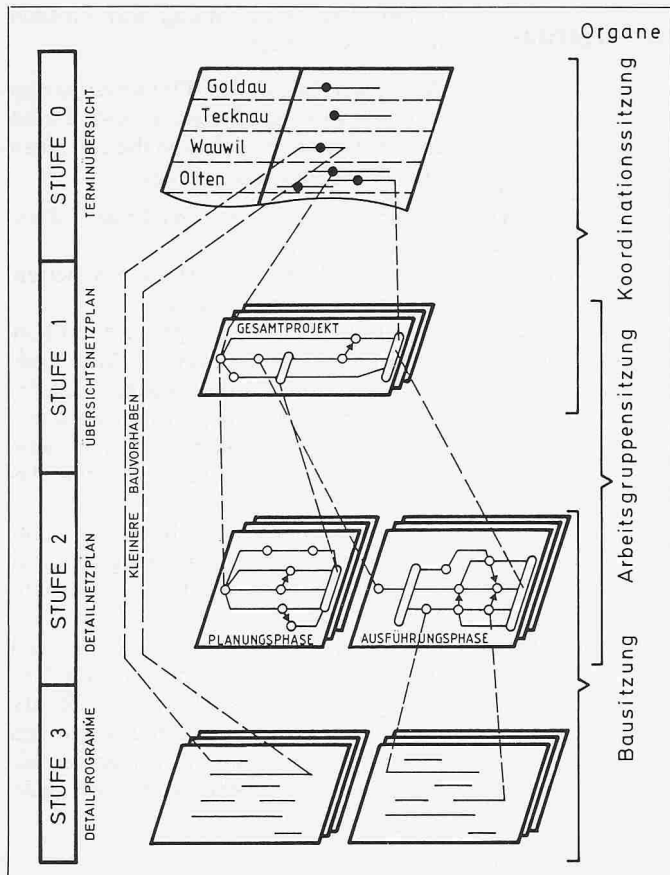 Organe
STUFE 0
TERMINÜBERSICHT
Goldau
Tecknau
Wauwil
Olten
Koordinationssitzung
STUFE 1
ÜBERSICHTSNETZPLAN
GESAMTPROJEKT
KLEINERE BAUVORHABEN
Arbeitsgruppensitzung
STUFE 2
DETAILNETZPLAN
PLANUNGSPHASE
AUSFÜHRUNGSPHASE
Bausitzung
STUFE 3
DETAILPROGRAMME